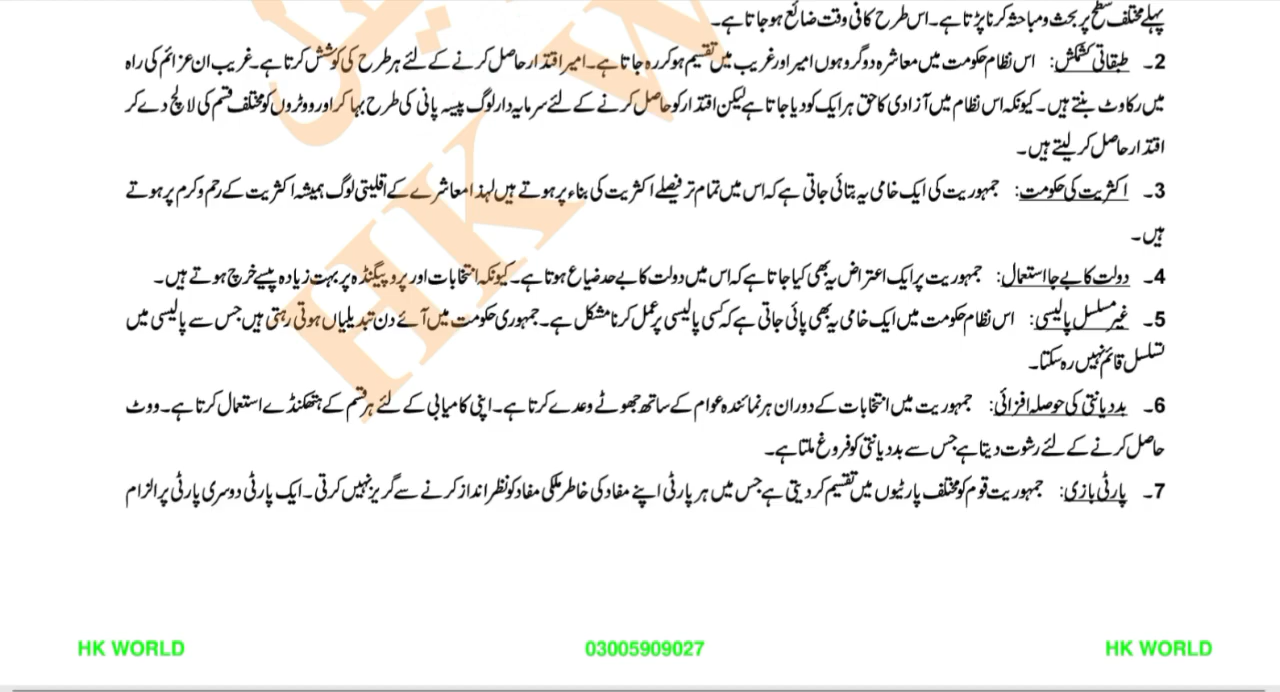 پہلے مختلف سطح پر بحث و مباحثہ کرنا پڑتا ہے۔ اس طرح کافی وقت ضائع ہو جاتا ہے۔
2۔ طبقاتی کشمکش: اس نظام حکومت میں معاشرہ دو گروہوں امیر اور غریب میں تقسیم ہو کر رہ جاتا ہے۔ امیر اقتدار حاصل کرنے کے لئے ہر طرح کی کوشش کرتا ہے۔ غریب ان عزائم کی راہ
میں رکاوٹ بنتے ہیں۔ کیونکہ اس نظام میں آزادی کا حق ہر ایک کو دیا جاتا ہے لیکن اقتدار کو حاصل کرنے کے لئے سرمایہ دار لوگ پیسہ پانی کی طرح بہا کر اور ووٹروں کو مختلف قسم کی لالچ دے کر
اقتدار حاصل کر لیتے ہیں۔
3۔ اکثریت کی حکومت: جمہوریت کی ایک خامی یہ بتائی جاتی ہے کہ اس میں تمام تر فیصلے اکثریت کی بناء پر ہوتے ہیں لہذا معاشرے کے اقلیتی لوگ ہمیشہ اکثریت کے رحم و کرم پر ہوتے
ہیں۔
4۔ دولت کا بے جا استعمال: جمہوریت پر ایک اعتراض یہ بھی کیا جاتا ہے کہ اس میں دولت کا بے حد ضیاع ہوتا ہے۔ کیونکہ انتخابات اور پروپیگنڈہ پر بہت زیادہ پیسے خرچ ہوتے ہیں۔
5۔ غیر مسلسل پالیسی: اس نظام حکومت میں ایک خامی یہ بھی پائی جاتی ہے کہ کسی پالیسی پر عمل کرنا مشکل ہے۔ جمہوری حکومت میں آئے دن تبدیلیاں ہوتی رہتی ہیں جس سے پالیسی میں
تسلسل قائم نہیں رہ سکتا۔
6۔ بددیانتی کی حوصلہ افزائی: جمہوریت میں انتخابات کے دوران ہر نمائندہ عوام کے ساتھ جھوٹے وعدے کرتا ہے۔ اپنی کامیابی کے لئے ہر قسم کے ہتھکنڈے استعمال کرتا ہے۔ ووٹ
حاصل کرنے کے لئے رشوت دیتا ہے جس سے بددیانتی کو فروغ ملتا ہے۔
7۔ پارٹی بازی: جمہوریت قوم کو مختلف پارٹیوں میں تقسیم کر دیتی ہے جس میں ہر پارٹی اپنے مفاد کی خاطر ملکی مفاد کو نظر انداز کرنے سے گریز نہیں کرتی۔ ایک پارٹی دوسری پارٹی پر الزام
HK WORLD 03005909027 HK WORLD